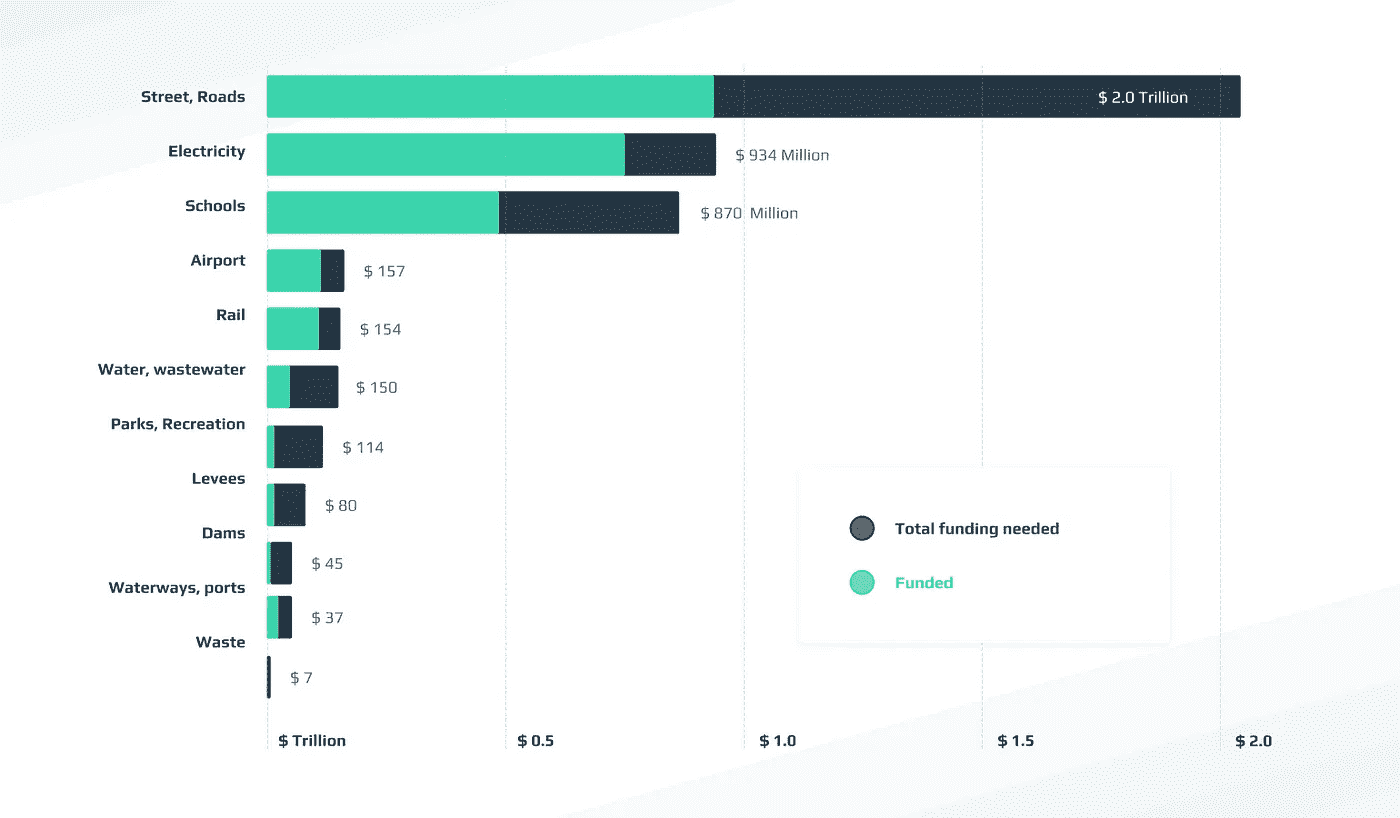 Street, Roads
$ 2.0 Trillion
Electricity
$ 934 Million
Schools
$ 870 Million
Airport
$ 157
Rail
$ 154
Water, wastewater
$ 150
Parks, Recreation
$ 114
Levees
$ 80
Dams
$ 45
Waterways, ports
$ 37
Waste
$ 7
Total funding needed
Funded
$ Trillion
$ 0.5
$ 1.0
$ 1.5
$ 2.0